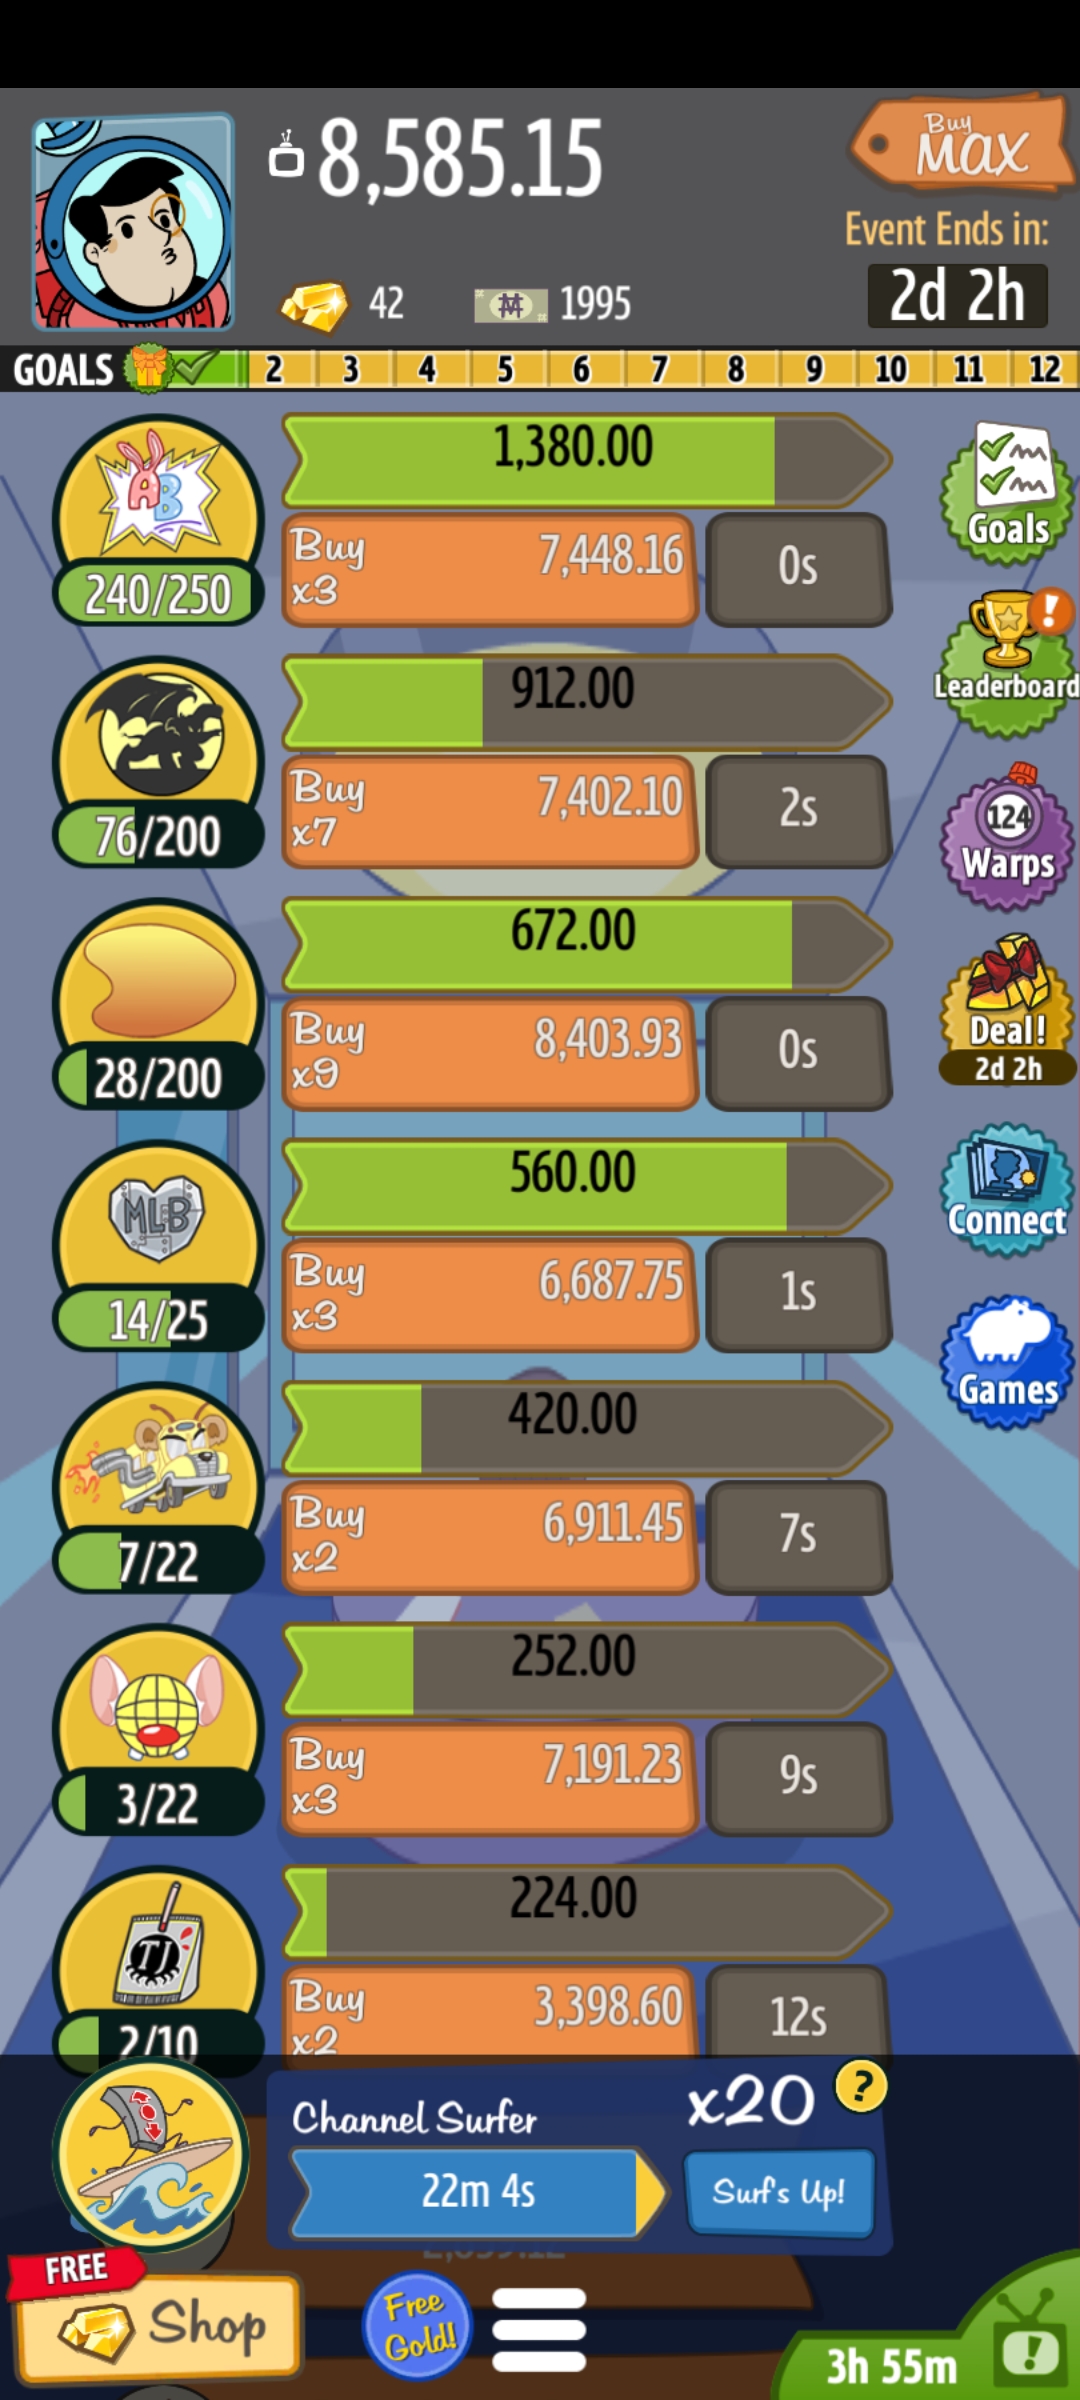 8,585.15
Buy
MAX
Event Ends in:
2d 2h
42
1995
GOALS 2 3 4 5 6 7 8 9 10 11 12
AB
1,380.00
240/250
Buy
x3
7,448.16
0s
Goals
912.00
76/200
Buy
x7
7,402.10
2s
Leaderboard
124
Warps
672.00
28/200
Buy
x9
8,403.93
0s
Deal!
2d 2h
MLB
560.00
14/25
Buy
x3
6,687.75
1s
Connect
420.00
7/22
Buy
x2
6,911.45
7s
Games
252.00
3/22
Buy
x3
7,191.23
9s
TJ
224.00
2/10
Buy
x2
3,398.60
12s
Channel Surfer
x20
?
22m 4s
Surf's Up!
FREE
Shop
Free
Gold!
3h 55m